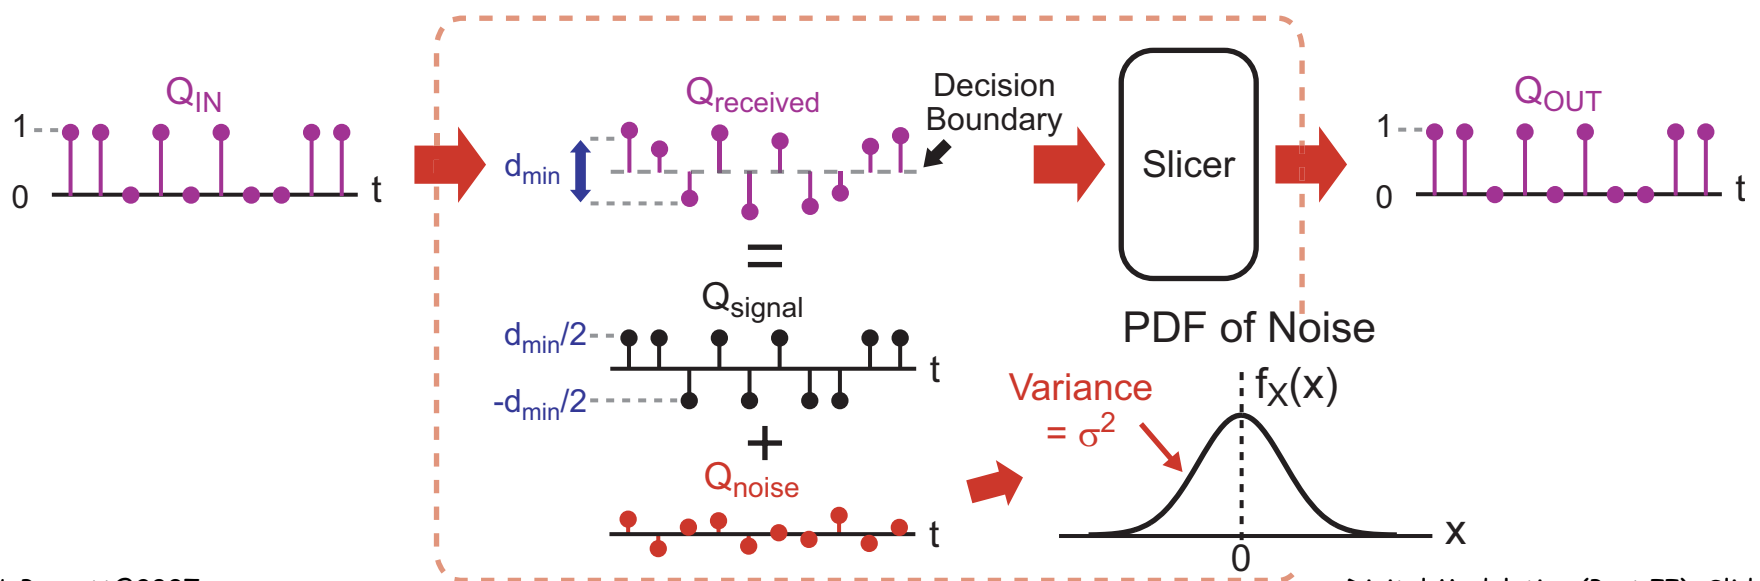 Q_IN
1
0
t
Q_received
d_min
Decision
Boundary
Slicer
Q_OUT
1
0
t
=
Q_signal
d_min/2
-d_min/2
t
+
Q_noise
t
PDF of Noise
Variance
= σ²
f_X(x)
x
0